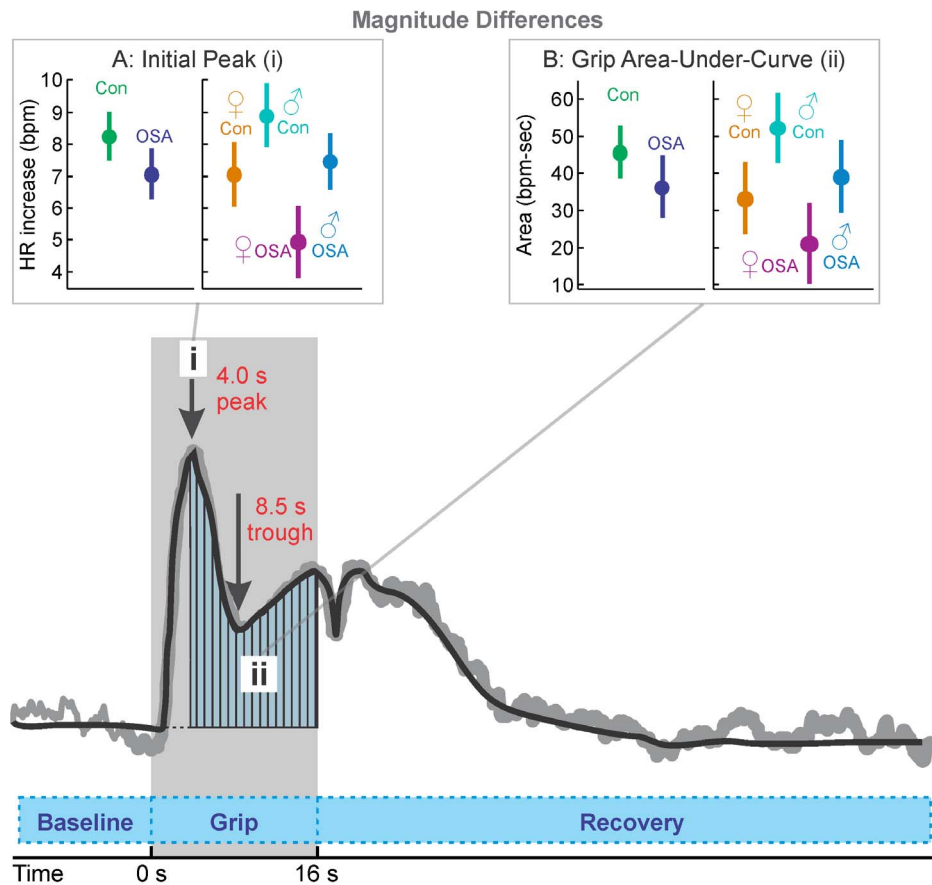 Magnitude Differences
A: Initial Peak (i)
HR increase (bpm)
10
9
8
7
6
5
4
Con
OSA
♀
Con
♂
Con
♀ OSA
♂
OSA
B: Grip Area-Under-Curve (ii)
Area (bpm-sec)
60
50
40
30
20
10
Con
OSA
♀
Con
♂
Con
♀ OSA
♂
OSA
i
4.0 s
peak
8.5 s
trough
ii
Baseline
Grip
Recovery
Time
0 s
16 s